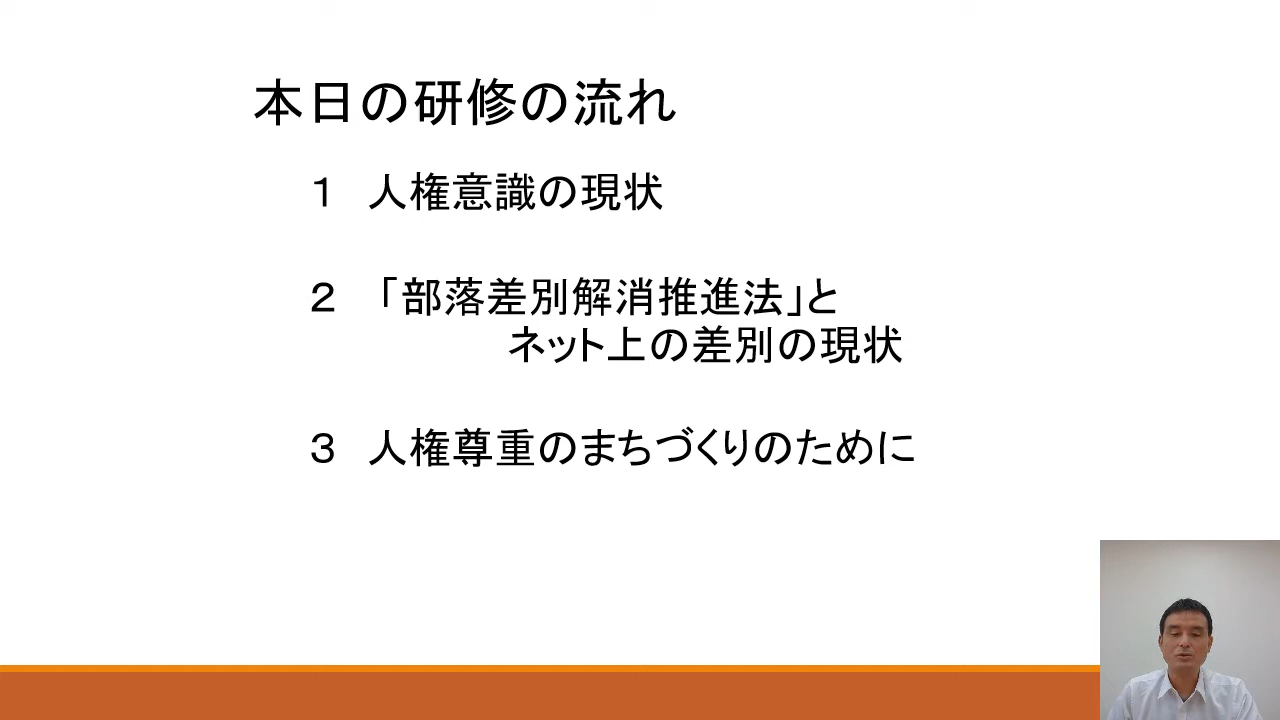 本日の研修の流れ
１　人権意識の現状
２　「部落差別解消推進法」と
ネット上の差別の現状
３　人権尊重のまちづくりのために